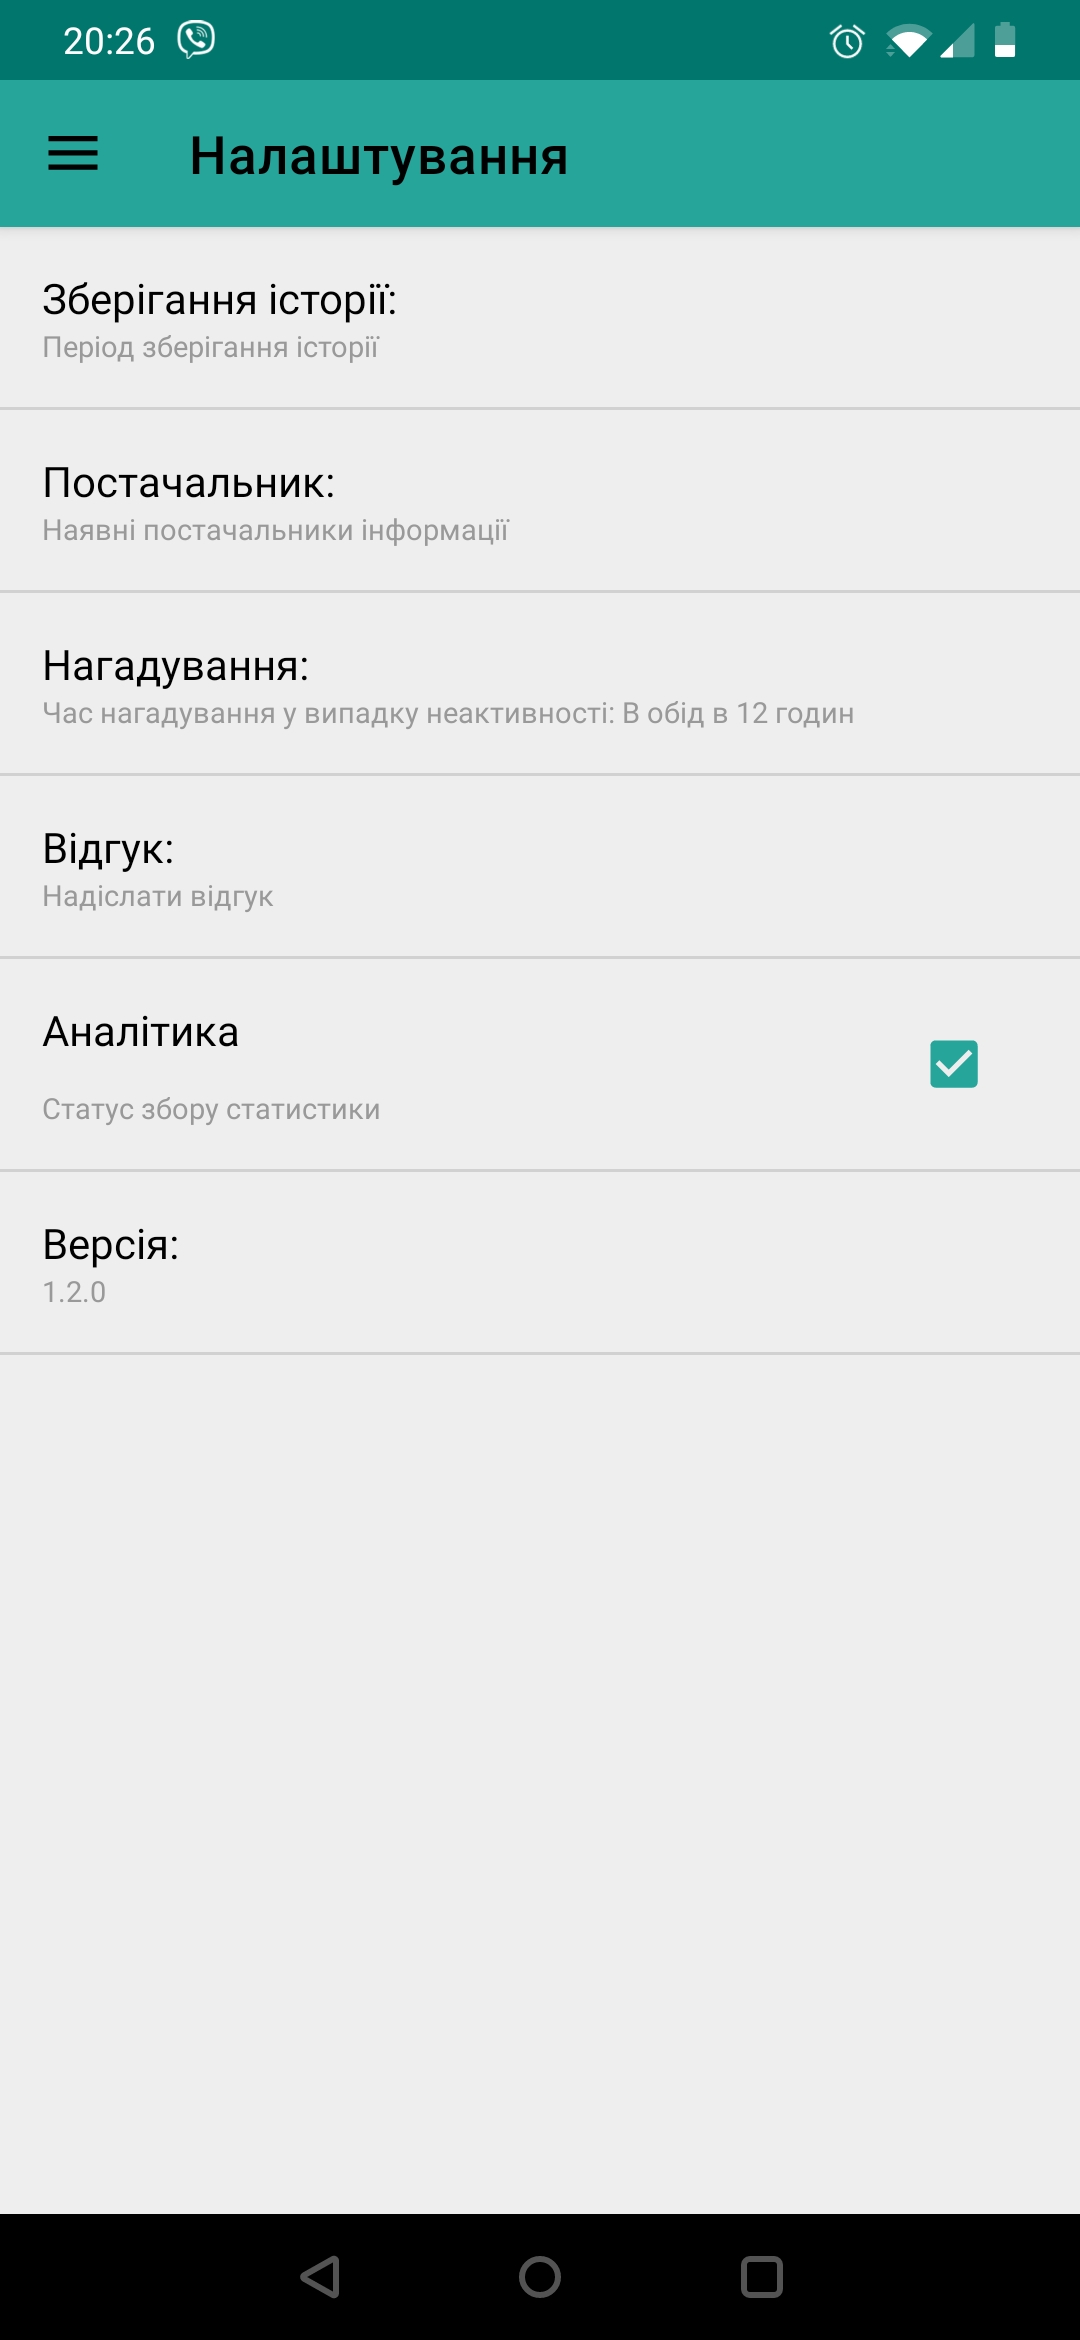 20:26
Налаштування
Зберігання історії:
Період зберігання історії
Постачальник:
Наявні постачальники інформації
Нагадування:
Час нагадування у випадку неактивності: В обід в 12 годин
Відгук:
Надіслати відгук
Аналітика
Статус збору статистики
Версія:
1.2.0